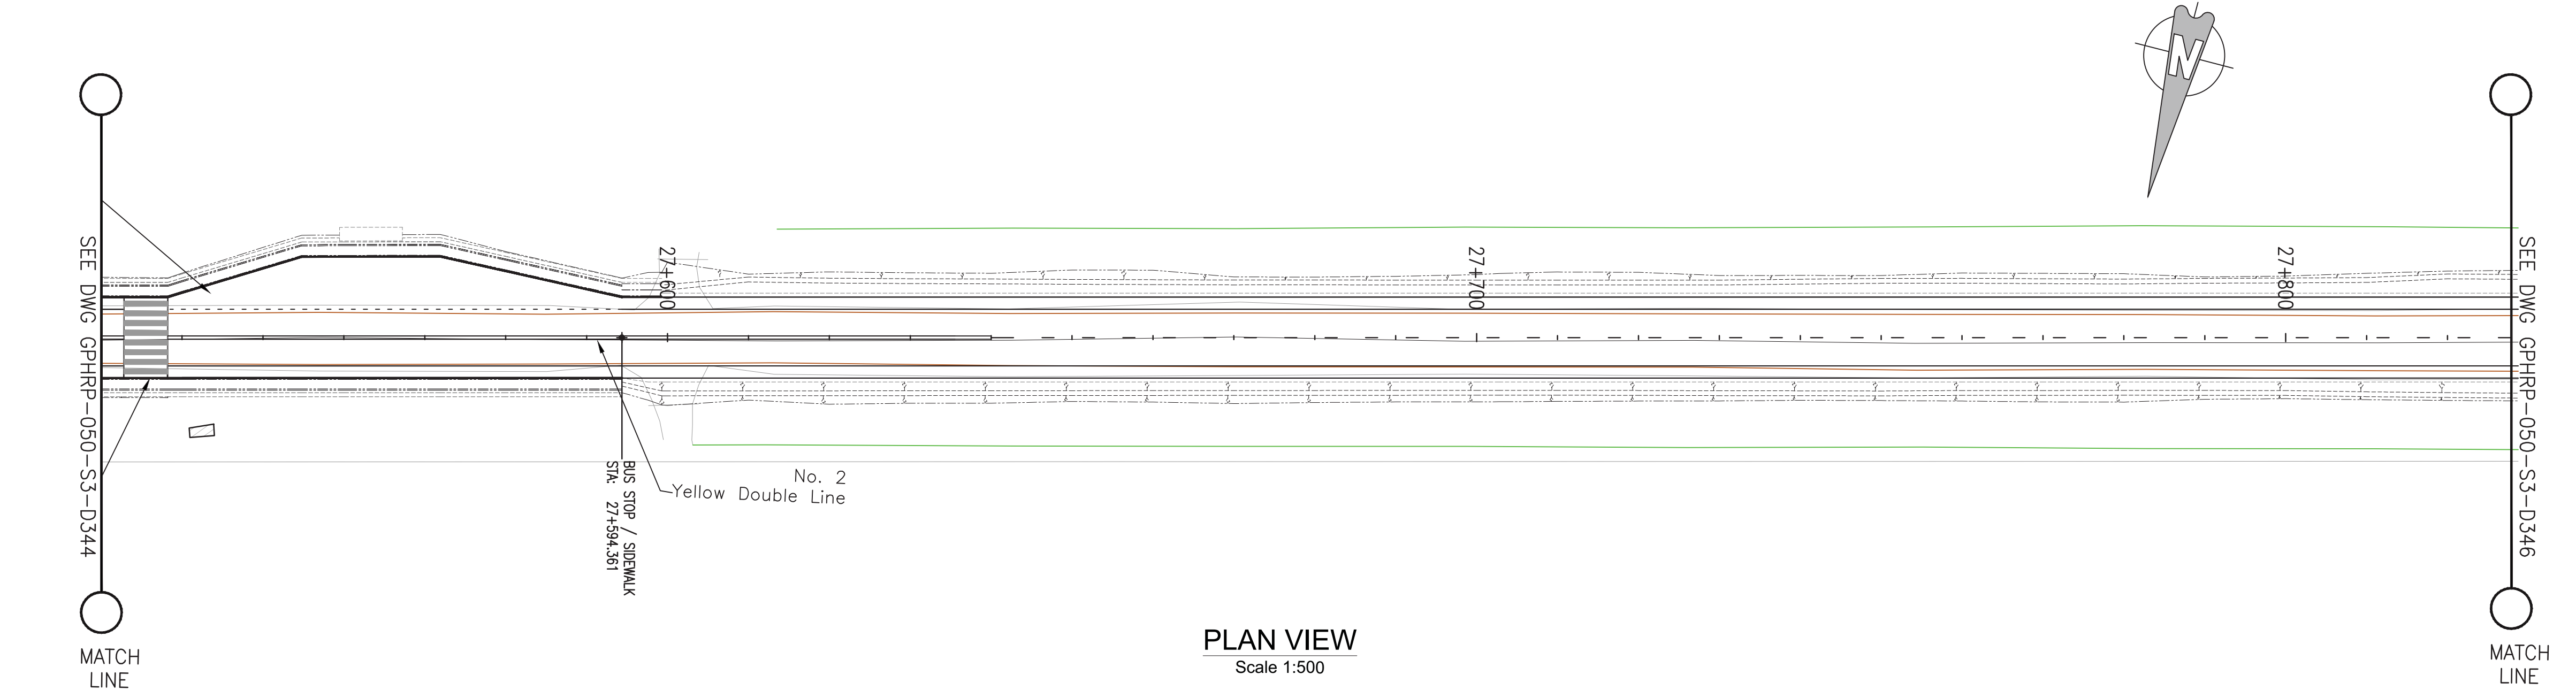 N
SEE DWG GPHRP-050-S3-D344
27+600
27+700
27+800
SEE DWG GPHRP-050-S3-D346
BUS STOP / SIDEWALK
STA: 27+594.361
No. 2
Yellow Double Line
PLAN VIEW
Scale 1:500
MATCH
LINE
MATCH
LINE